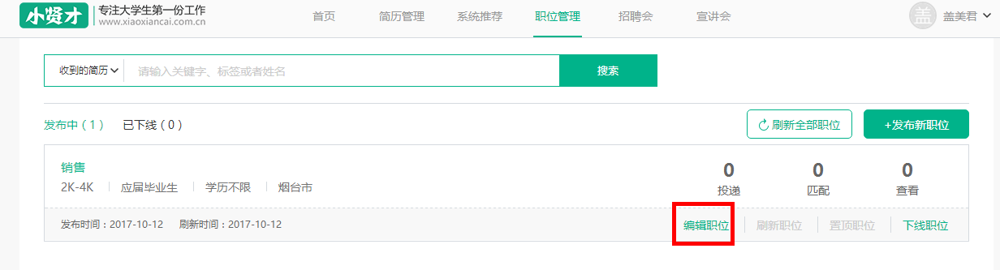 小贤才 专注大学生第一份工作
www.xiaoxiancai.com.cn
首页 简历管理 系统推荐 职位管理 招聘会 宣讲会 盖 盖美君
收到的简历 请输入关键字、标签或者姓名 搜索
发布中（1） 已下线（0） 刷新全部职位 +发布新职位
销售 0 0 0
2K-4K 应届毕业生 学历不限 烟台市 投递 匹配 查看
发布时间：2017-10-12 刷新时间：2017-10-12 编辑职位 刷新职位 置顶职位 下线职位